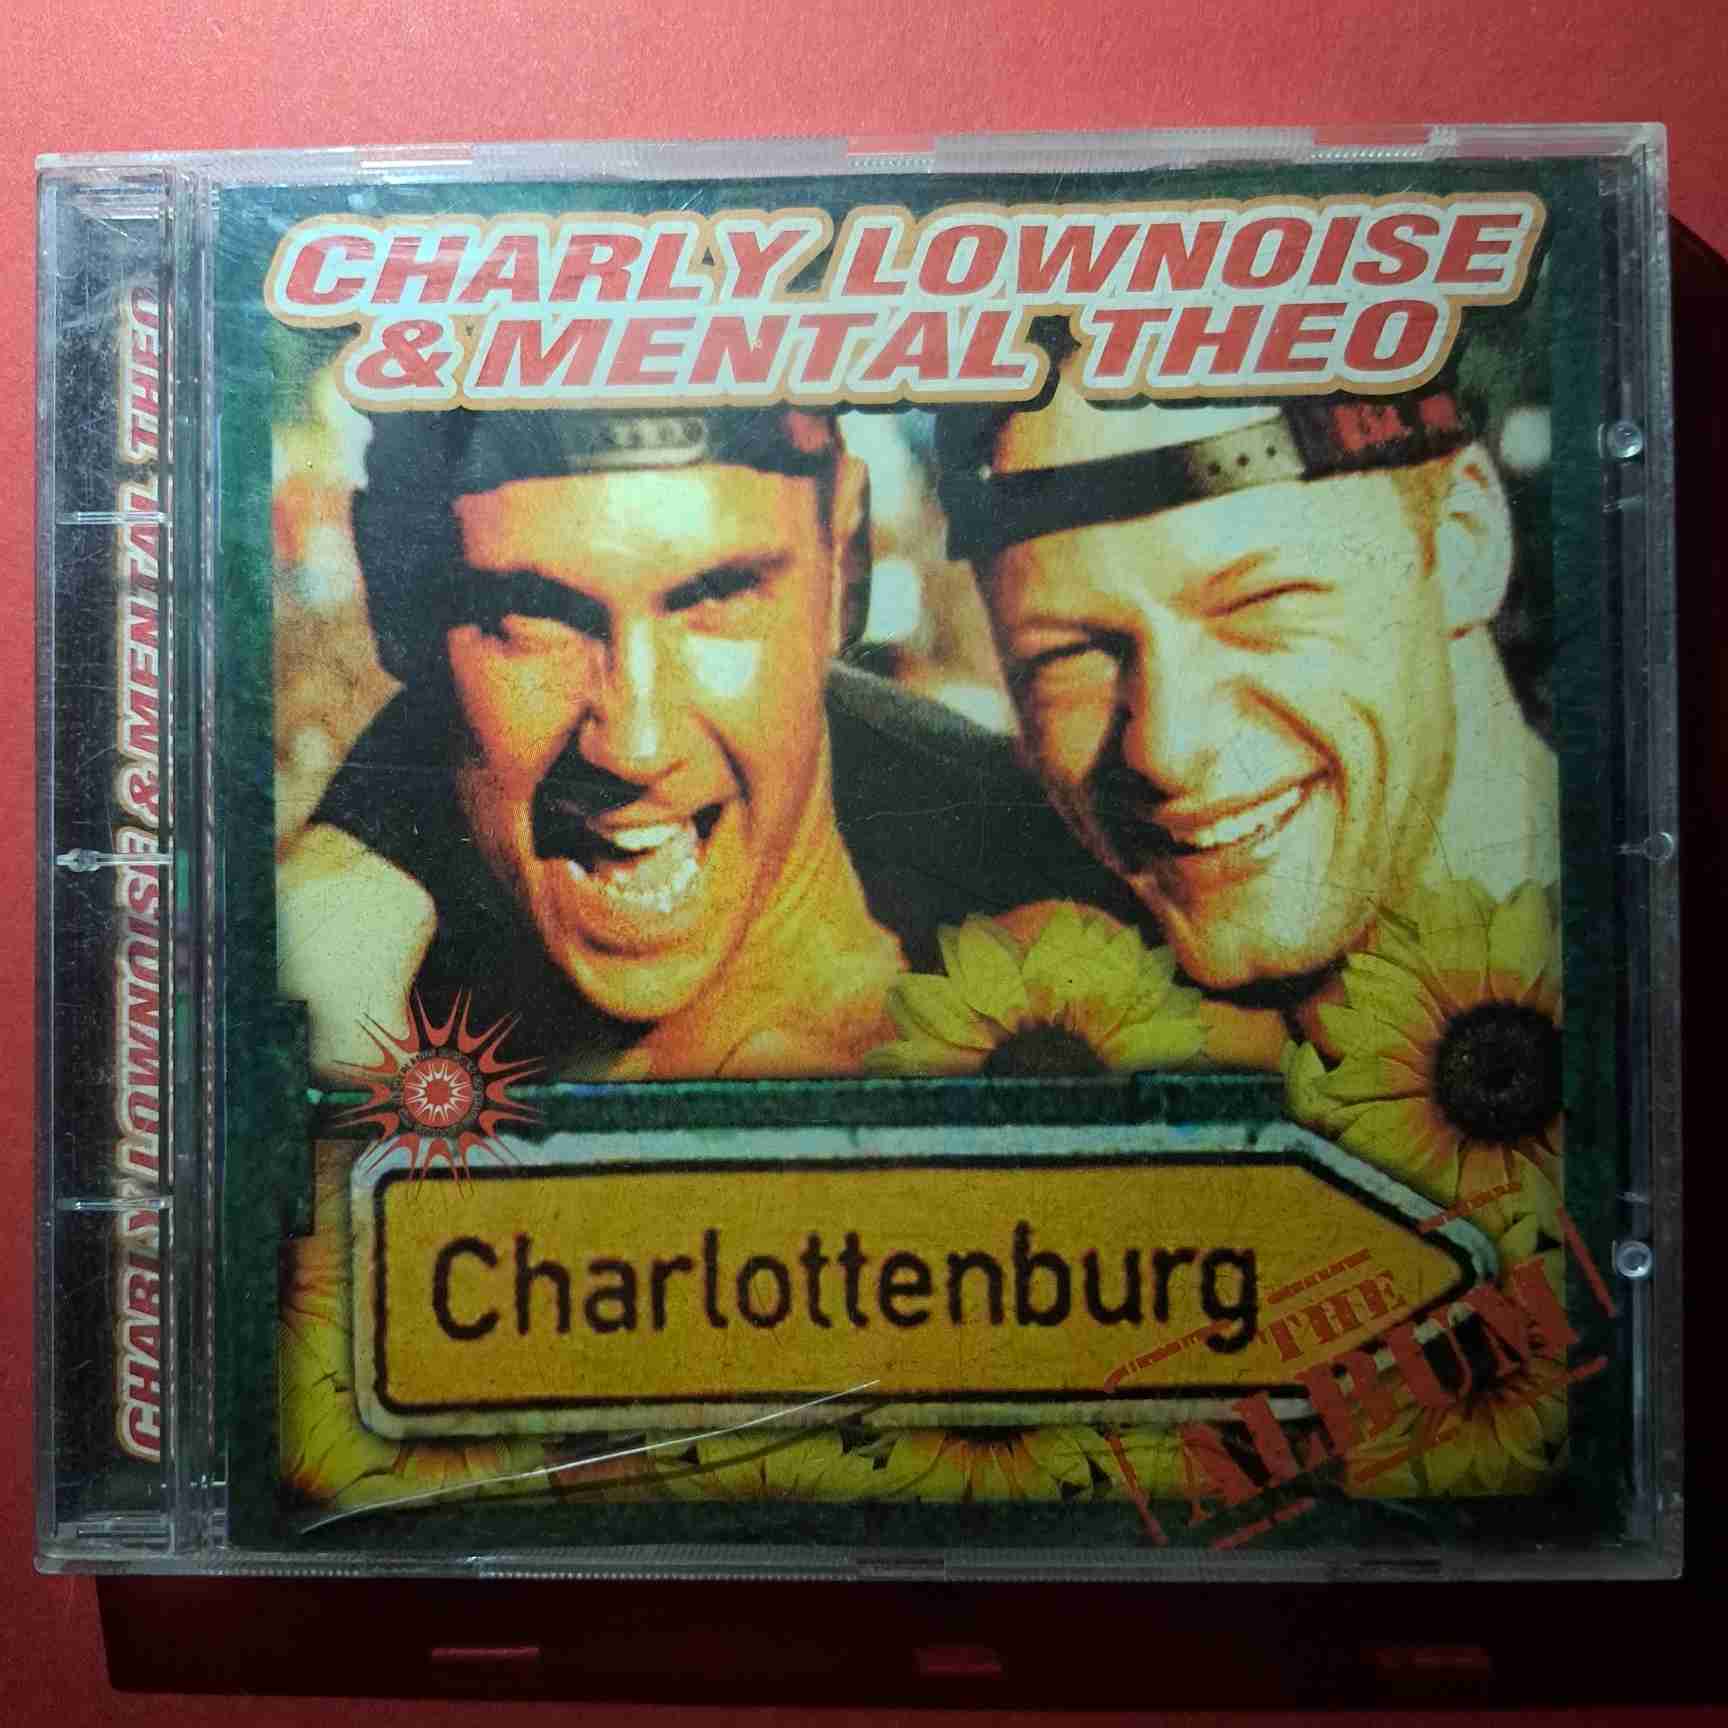 CHARLY LOWNOISE
& MENTAL THEO
CHARLY LOWNOISE & MENTAL THEO
Charlottenburg
THE
ALBUM